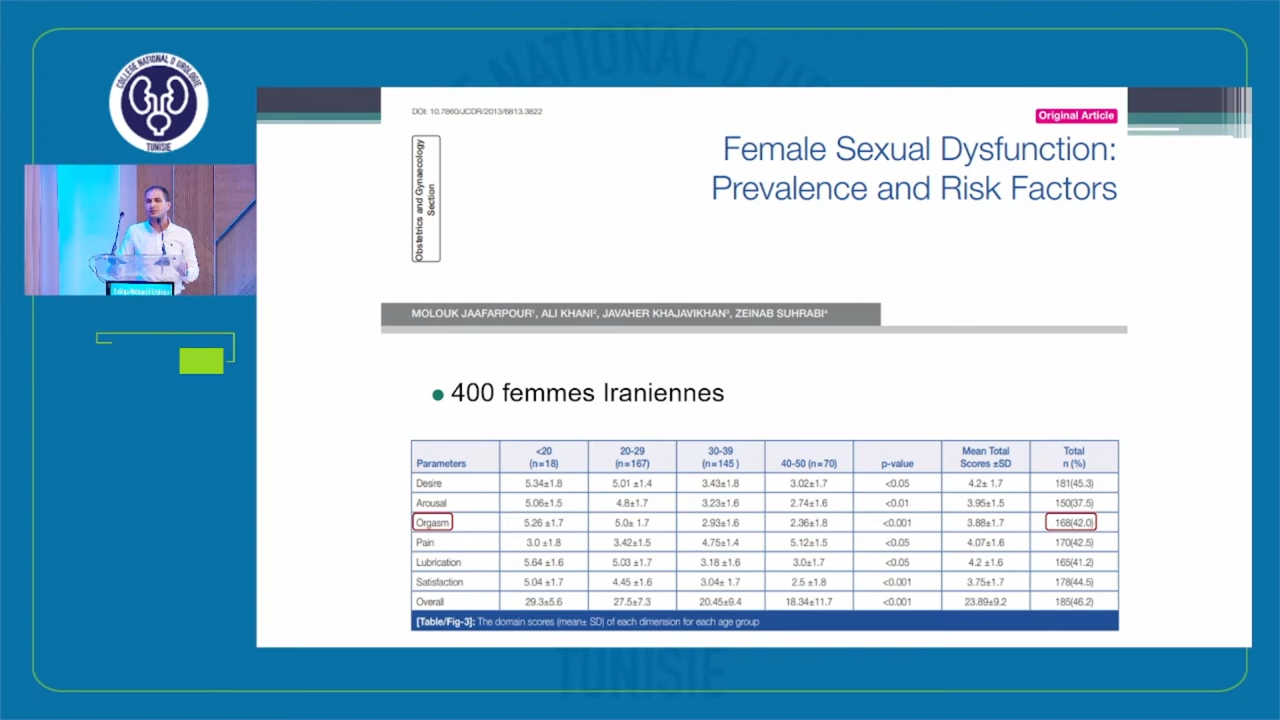 COLLEGE NATIONAL D UROLOGIE
TUNISIE
DOI: 10.7860/JCDR/2013/6813.3822
Original Article
Obstetrics and Gynaecology
Section
Female Sexual Dysfunction:
Prevalence and Risk Factors
MOLOUK JAAFARPOUR¹, ALI KHANI², JAVAHER KHAJAVIKHAN³, ZEINAB SUHRABI⁴
• 400 femmes Iraniennes
Parameters <20 (n=18) 20-29 (n=167) 30-39 (n=145 ) 40-50 (n=70) p-value Mean Total Scores ±SD Total n (%)
Desire 5.34±1.8 5.01 ±1.4 3.43±1.8 3.02±1.7 <0.05 4.2± 1.7 181(45.3)
Arousal 5.06±1.5 4.8±1.7 3.23±1.6 2.74±1.6 <0.01 3.95±1.5 150(37.5)
Orgasm 5.26 ±1.7 5.0± 1.7 2.93±1.6 2.36±1.8 <0.001 3.88±1.7 168(42.0)
Pain 3.0 ±1.8 3.42±1.5 4.75±1.4 5.12±1.5 <0.05 4.07±1.6 170(42.5)
Lubrication 5.64 ±1.6 5.03 ±1.7 3.18 ±1.6 3.0±1.7 <0.05 4.2 ±1.6 165(41.2)
Satisfaction 5.04 ±1.7 4.45 ±1.6 3.04± 1.7 2.5 ±1.8 <0.001 3.75±1.7 178(44.5)
Overall 29.3±5.6 27.5±7.3 20.45±9.4 18.34±11.7 <0.001 23.89±9.2 185(46.2)
[Table/Fig-3]: The domain scores (mean± SD) of each dimension for each age group
TUNISIE